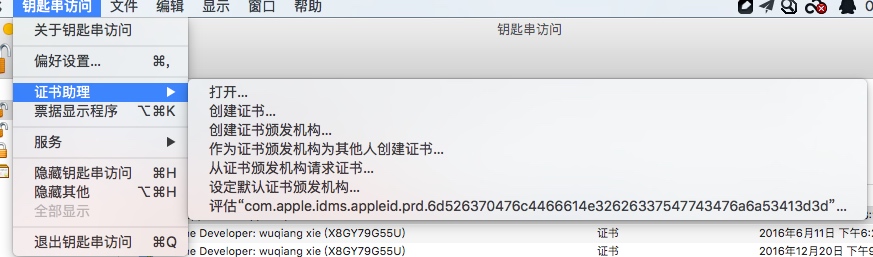 钥匙串访问 文件 编辑 显示 窗口 帮助
钥匙串访问
关于钥匙串访问
偏好设置... ⌘,
证书助理 ▶
票据显示程序 ⌥⌘K
服务 ▶
隐藏钥匙串访问 ⌘H
隐藏其他 ⌥⌘H
全部显示
退出钥匙串访问 ⌘Q
打开...
创建证书...
创建证书颁发机构...
作为证书颁发机构为其他人创建证书...
从证书颁发机构请求证书...
设定默认证书颁发机构...
评估“com.apple.idms.appleid.prd.6d526370476c4466614e32626337547743476a6a53413d3d”...
ne Developer: wuqiang xie (X8GY79G55U) 证书 2016年6月11日 下午6:
ne Developer: wuqiang xie (X8GY79G55U) 证书 2016年12月20日 下午9